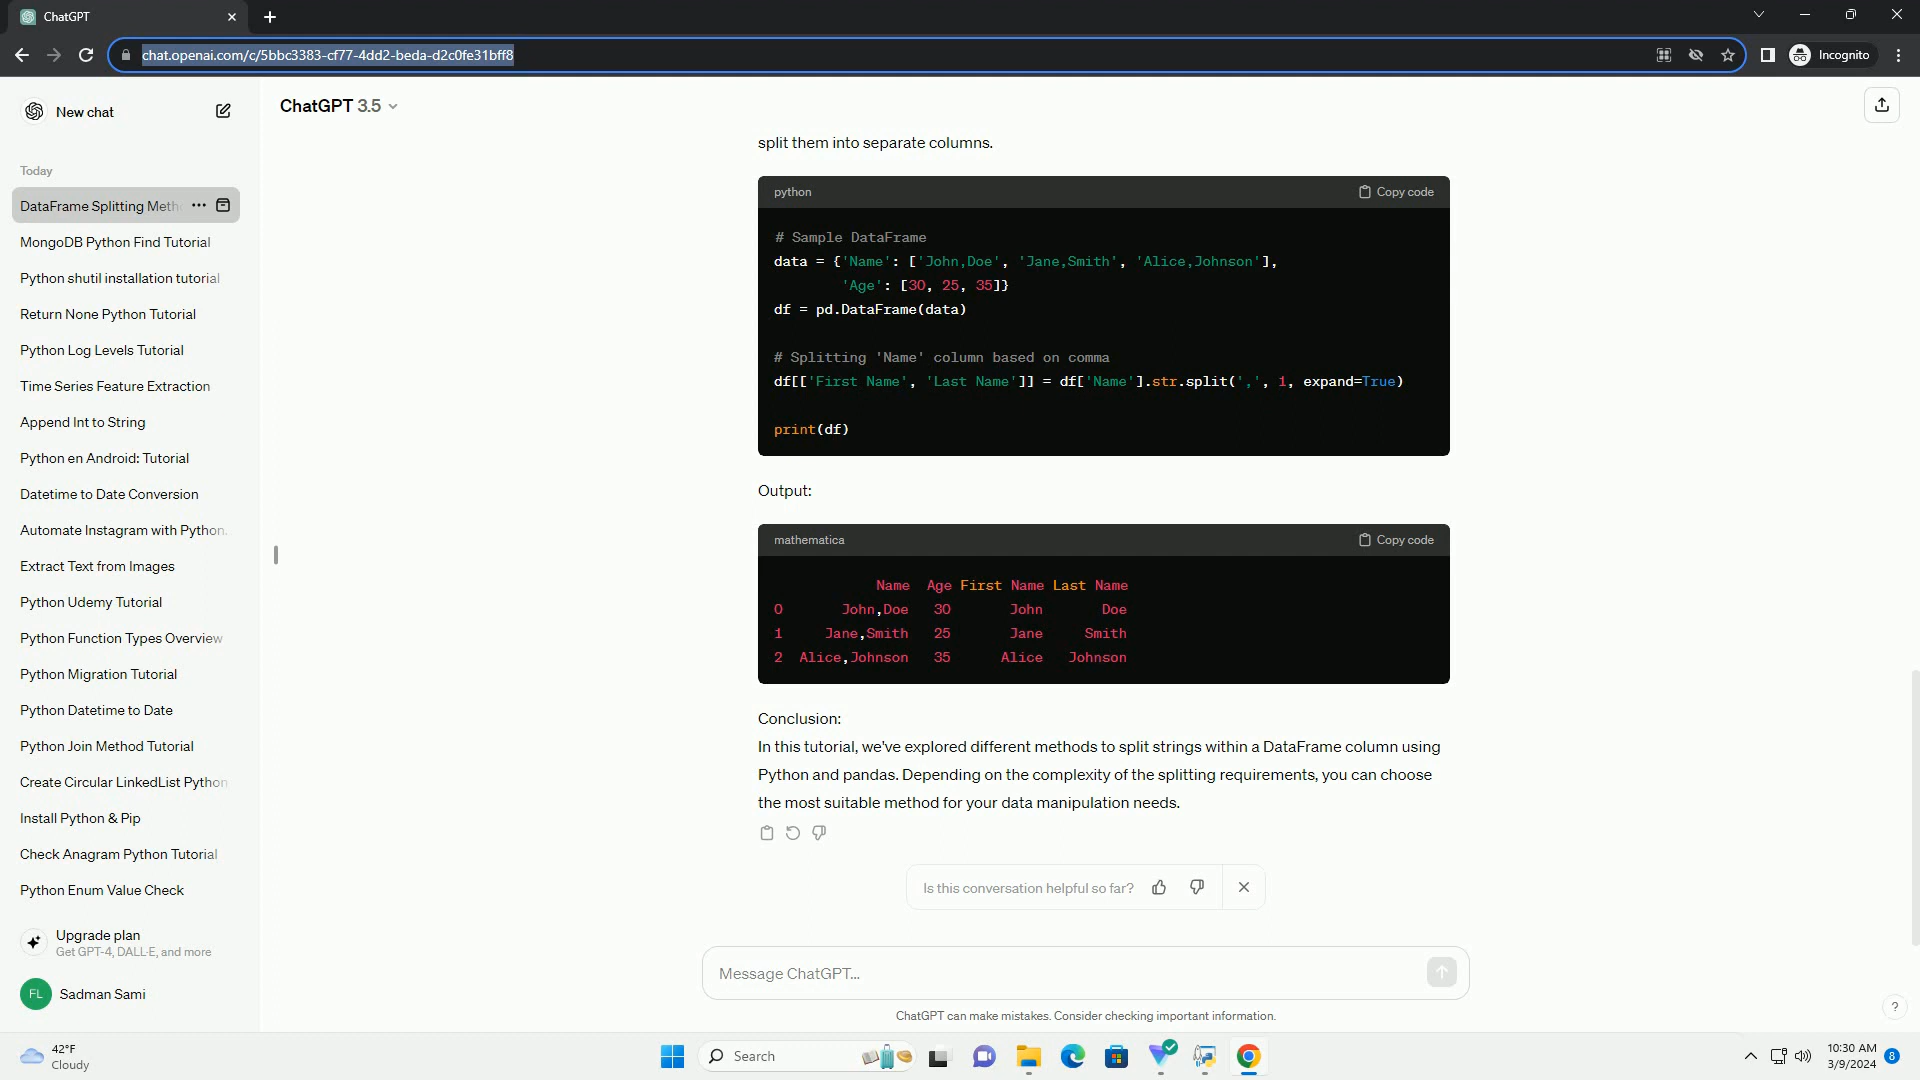 ChatGPT
chat.openai.com/c/5bbc3383-cf77-4dd2-beda-d2c0fe31bff8
Incognito
New chat
ChatGPT 3.5
Today
DataFrame Splitting Meth
MongoDB Python Find Tutorial
Python shutil installation tutorial
Return None Python Tutorial
Python Log Levels Tutorial
Time Series Feature Extraction
Append Int to String
Python en Android: Tutorial
Datetime to Date Conversion
Automate Instagram with Python.
Extract Text from Images
Python Udemy Tutorial
Python Function Types Overview
Python Migration Tutorial
Python Datetime to Date
Python Join Method Tutorial
Create Circular LinkedList Python
Install Python & Pip
Check Anagram Python Tutorial
Python Enum Value Check
Upgrade plan
Get GPT-4, DALL·E, and more
FL Sadman Sami
split them into separate columns.
python Copy code
# Sample DataFrame
data = {'Name': ['John,Doe', 'Jane,Smith', 'Alice,Johnson'],
'Age': [30, 25, 35]}
df = pd.DataFrame(data)
# Splitting 'Name' column based on comma
df[['First Name', 'Last Name']] = df['Name'].str.split(',', 1, expand=True)
print(df)
Output:
mathematica Copy code
Name Age First Name Last Name
0 John,Doe 30 John Doe
1 Jane,Smith 25 Jane Smith
2 Alice,Johnson 35 Alice Johnson
Conclusion:
In this tutorial, we've explored different methods to split strings within a DataFrame column using
Python and pandas. Depending on the complexity of the splitting requirements, you can choose
the most suitable method for your data manipulation needs.
Is this conversation helpful so far?
Message ChatGPT...
ChatGPT can make mistakes. Consider checking important information.
?
42°F
Cloudy
Search
10:30 AM
3/9/2024
8